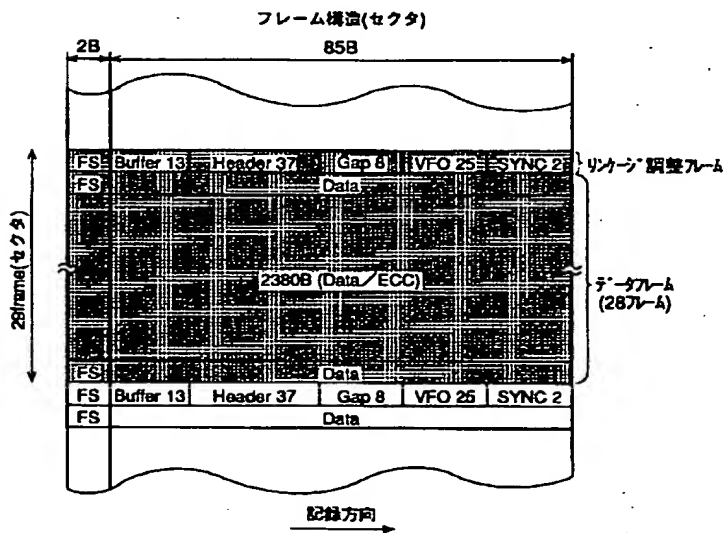 フレーム構造(セクタ)
2B 85B
FS Buffer 13 Header 37 Gap 8 VFO 25 SYNC 2 リンケージ調整フレーム
FS Data
29frame(セクタ)
2380B (Data/ECC)
データフレーム
(28フレーム)
FS Data
FS Buffer 13 Header 37 Gap 8 VFO 25 SYNC 2
FS Data
記録方向